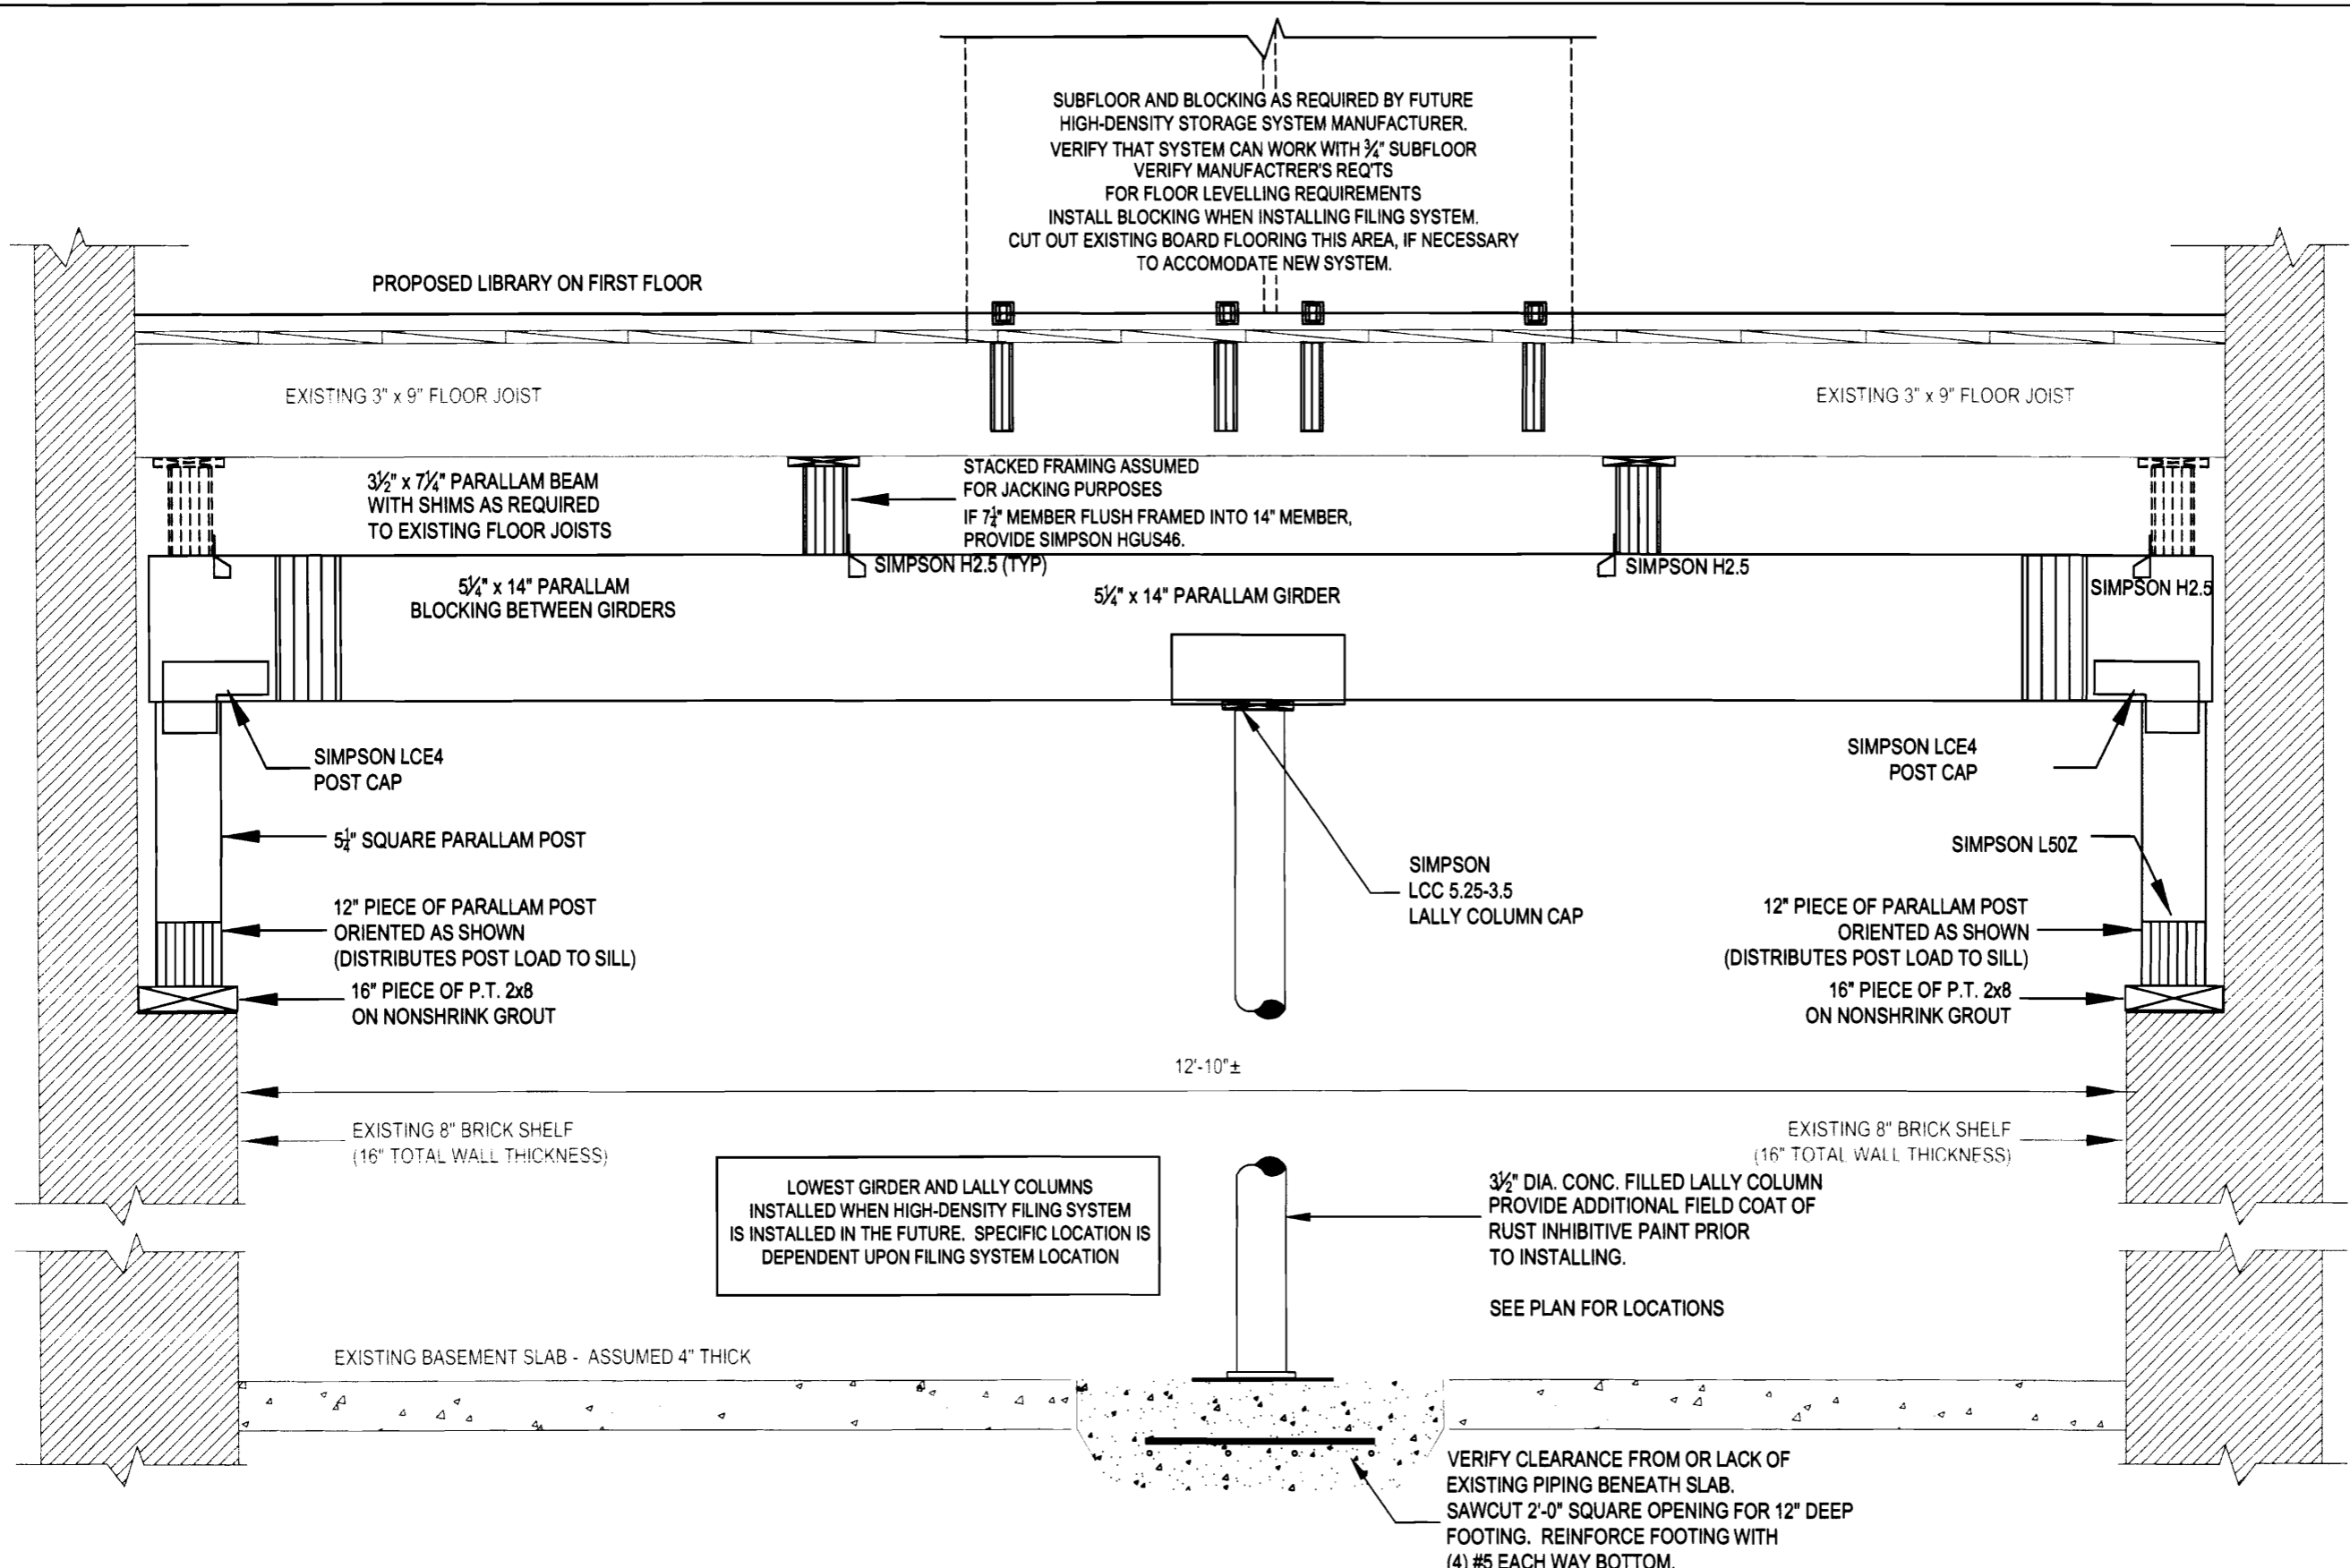 SUBFLOOR AND BLOCKING AS REQUIRED BY FUTURE
HIGH-DENSITY STORAGE SYSTEM MANUFACTURER.
VERIFY THAT SYSTEM CAN WORK WITH 3/4" SUBFLOOR
VERIFY MANUFACTRER'S REQ'TS
FOR FLOOR LEVELLING REQUIREMENTS
INSTALL BLOCKING WHEN INSTALLING FILING SYSTEM.
CUT OUT EXISTING BOARD FLOORING THIS AREA, IF NECESSARY
TO ACCOMODATE NEW SYSTEM.
PROPOSED LIBRARY ON FIRST FLOOR
EXISTING 3" x 9" FLOOR JOIST
EXISTING 3" x 9" FLOOR JOIST
3½" x 7¼" PARALLAM BEAM
WITH SHIMS AS REQUIRED
TO EXISTING FLOOR JOISTS
STACKED FRAMING ASSUMED
FOR JACKING PURPOSES
IF 7¼" MEMBER FLUSH FRAMED INTO 14" MEMBER,
PROVIDE SIMPSON HGUS46.
SIMPSON H2.5 (TYP)
SIMPSON H2.5
SIMPSON H2.5
5¼" x 14" PARALLAM
BLOCKING BETWEEN GIRDERS
5¼" x 14" PARALLAM GIRDER
SIMPSON LCE4
POST CAP
SIMPSON LCE4
POST CAP
5¼" SQUARE PARALLAM POST
SIMPSON L50Z
SIMPSON
LCC 5.25-3.5
LALLY COLUMN CAP
12" PIECE OF PARALLAM POST
ORIENTED AS SHOWN
(DISTRIBUTES POST LOAD TO SILL)
12" PIECE OF PARALLAM POST
ORIENTED AS SHOWN
(DISTRIBUTES POST LOAD TO SILL)
16" PIECE OF P.T. 2x8
ON NONSHRINK GROUT
16" PIECE OF P.T. 2x8
ON NONSHRINK GROUT
12'-10"±
EXISTING 8" BRICK SHELF
(16" TOTAL WALL THICKNESS)
EXISTING 8" BRICK SHELF
(16" TOTAL WALL THICKNESS)
LOWEST GIRDER AND LALLY COLUMNS
INSTALLED WHEN HIGH-DENSITY FILING SYSTEM
IS INSTALLED IN THE FUTURE. SPECIFIC LOCATION IS
DEPENDENT UPON FILING SYSTEM LOCATION
3½" DIA. CONC. FILLED LALLY COLUMN
PROVIDE ADDITIONAL FIELD COAT OF
RUST INHIBITIVE PAINT PRIOR
TO INSTALLING.
SEE PLAN FOR LOCATIONS
EXISTING BASEMENT SLAB - ASSUMED 4" THICK
VERIFY CLEARANCE FROM OR LACK OF
EXISTING PIPING BENEATH SLAB.
SAWCUT 2'-0" SQUARE OPENING FOR 12" DEEP
FOOTING. REINFORCE FOOTING WITH
(4) #5 EACH WAY BOTTOM.